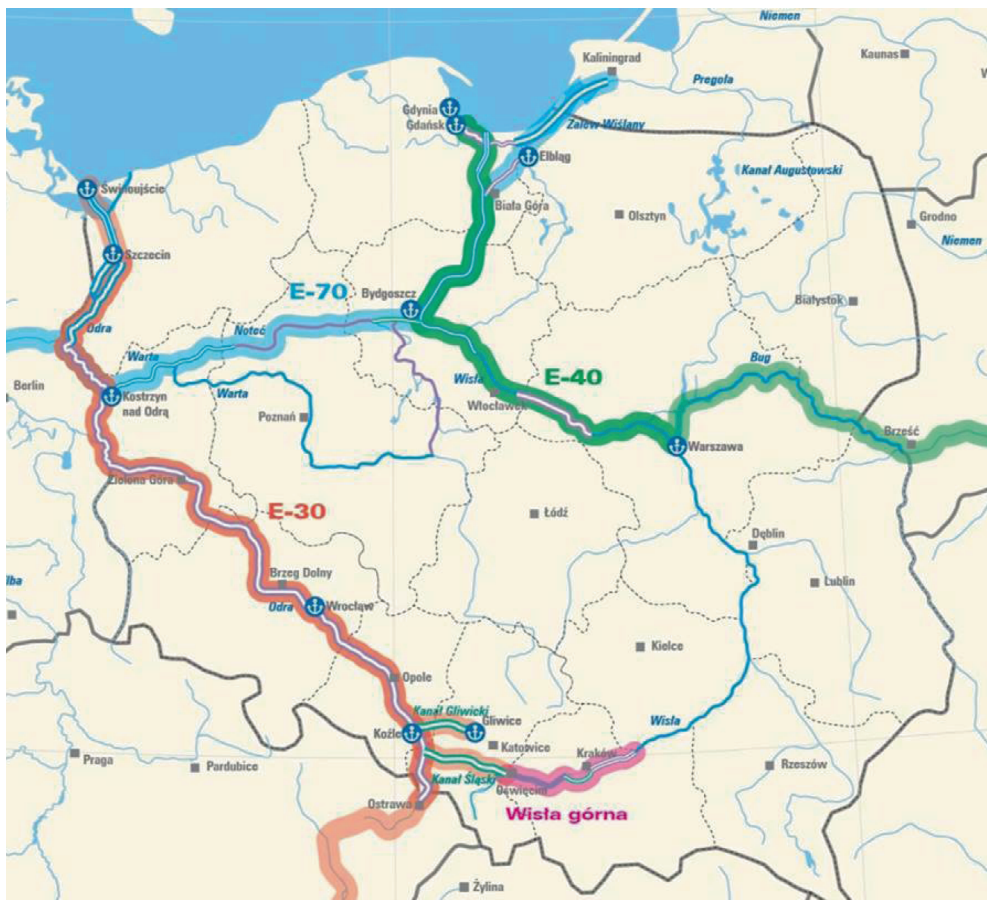 Niemen
Kaunas
Kaliningrad
Pregoła
Gdynia
Gdańsk
Zalew Wiślany
Elbląg
Kanał Augustowski
Świnoujście
Biała Góra
Olsztyn
Grodno
Niemen
Szczecin
E-70
Bydgoszcz
Białystok
Odra
Noteć
Warta
Bug
Berlin
Wisła
E-40
Kostrzyn
nad Odrą
Warta
Włocławek
Poznań
Brześć
Warszawa
Zielona Góra
E-30
Łódź
Dęblin
Brzeg Dolny
Lublin
Odra
Wrocław
Kielce
Opole
Kanał Gliwicki
Gliwice
Wisła
Koźle
Katowice
Kraków
Praga
Pardubice
Kanał Śląski
Oświęcim
Rzeszów
Ostrawa
Wisła górna
Żylina